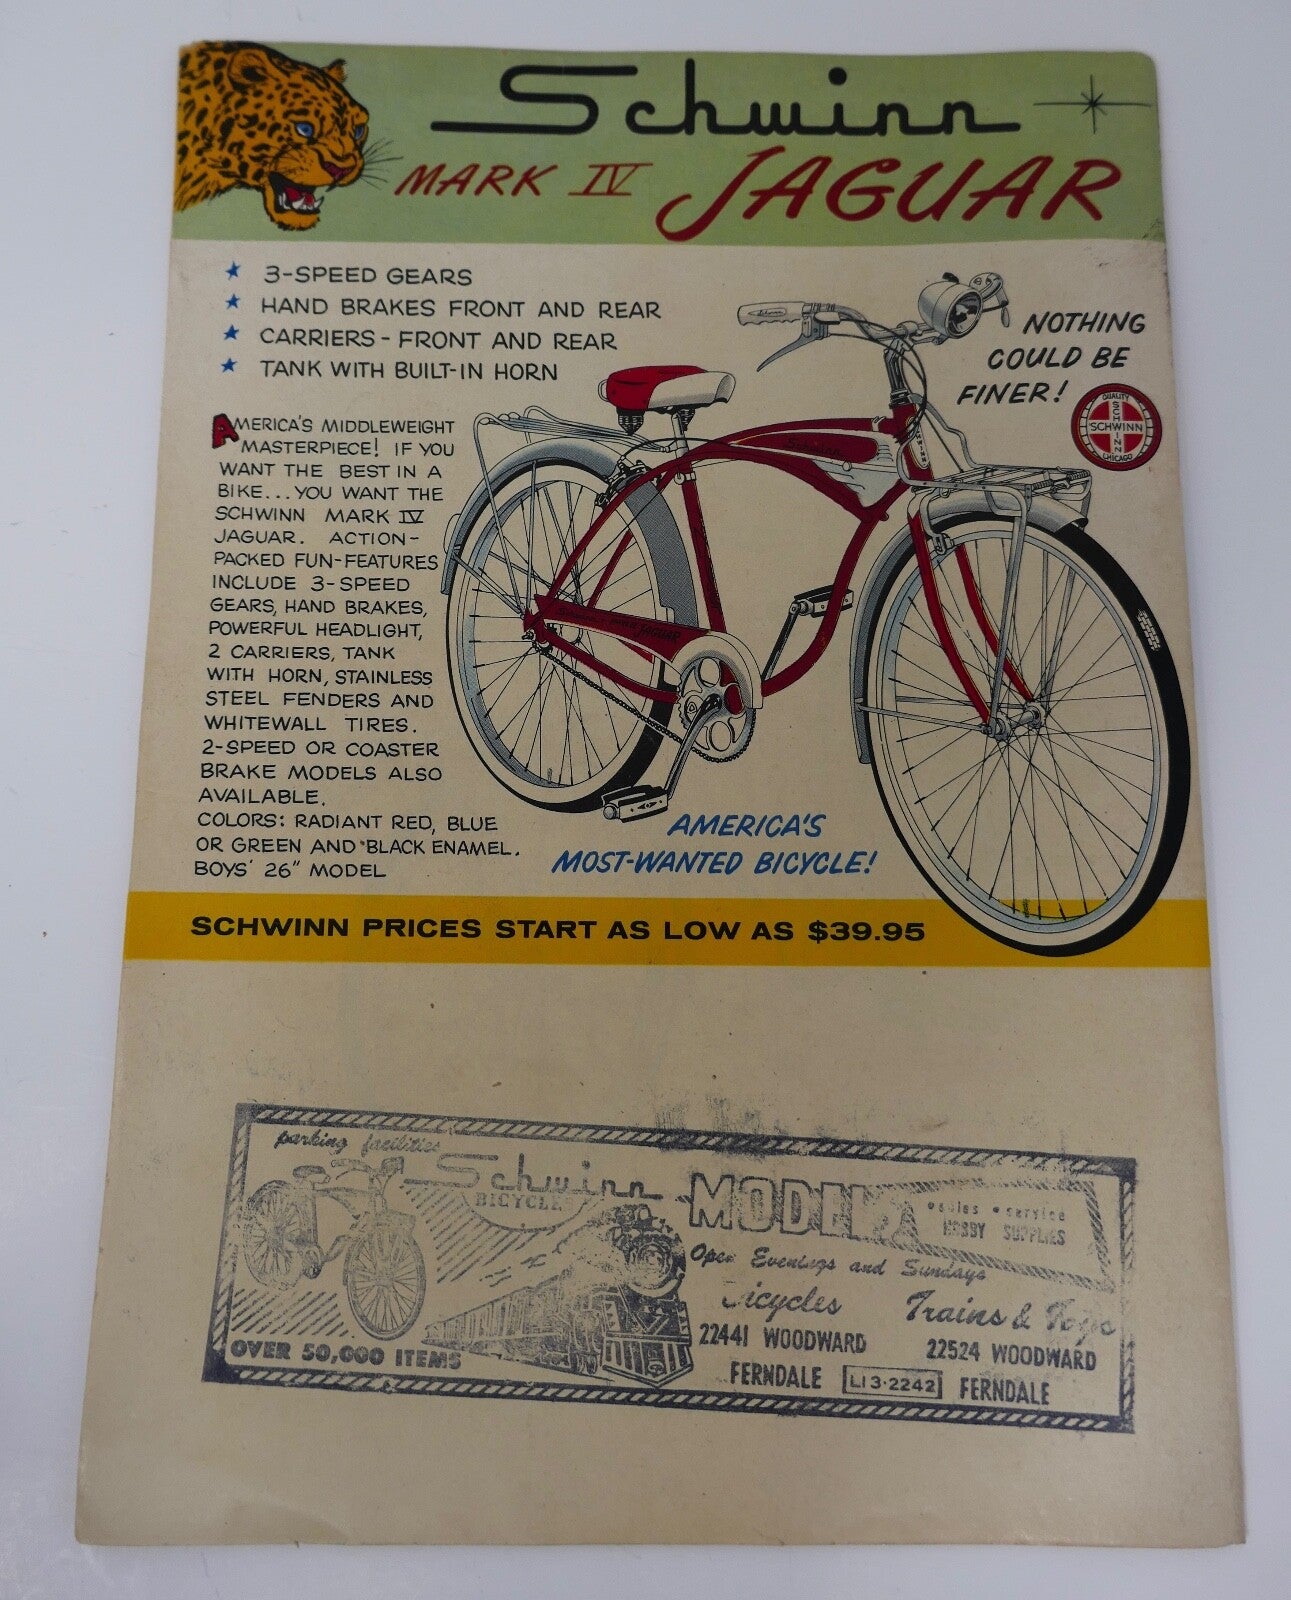 Schwinn
MARK IV JAGUAR
★ 3-SPEED GEARS
★ HAND BRAKES FRONT AND REAR
★ CARRIERS - FRONT AND REAR
★ TANK WITH BUILT-IN HORN
NOTHING
COULD BE
FINER!
QUALITY
SCHWINN
SCHWINN
CHICAGO
AMERICA'S MIDDLEWEIGHT
MASTERPIECE! IF YOU
WANT THE BEST IN A
BIKE... YOU WANT THE
SCHWINN MARK IV
JAGUAR. ACTION-
PACKED FUN-FEATURES
INCLUDE 3-SPEED
GEARS, HAND BRAKES,
POWERFUL HEADLIGHT,
2 CARRIERS, TANK
WITH HORN, STAINLESS
STEEL FENDERS AND
WHITEWALL TIRES.
2-SPEED OR COASTER
BRAKE MODELS ALSO
AVAILABLE.
COLORS: RADIANT RED, BLUE
OR GREEN AND BLACK ENAMEL.
BOYS' 26" MODEL
Schwinn
JAGUAR
AMERICA'S
MOST-WANTED BICYCLE!
SCHWINN PRICES START AS LOW AS $39.95
parking facilities
Schwinn
BICYCLE
OVER 50,000 ITEMS
MODEL
• sales • service
HOBBY SUPPLIES
Open Evenings and Sundays
Bicycles
22441 WOODWARD
FERNDALE
LI 3-2242
Trains & Toys
22524 WOODWARD
FERNDALE